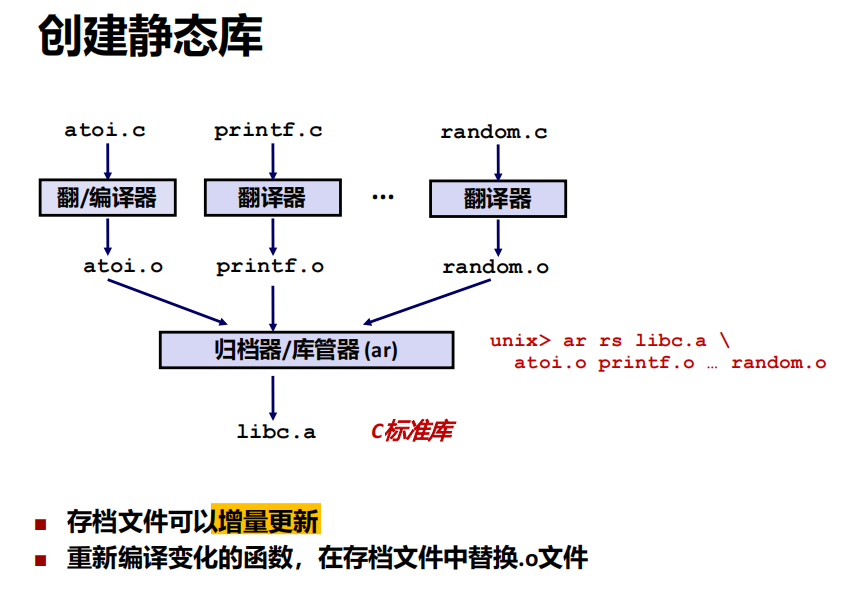 创建静态库
atoi.c printf.c random.c
翻/编译器 翻译器 … 翻译器
atoi.o printf.o random.o
归档器/库管器 (ar)
unix> ar rs libc.a \
atoi.o printf.o … random.o
libc.a C标准库
■ 存档文件可以增量更新
■ 重新编译变化的函数，在存档文件中替换.o文件